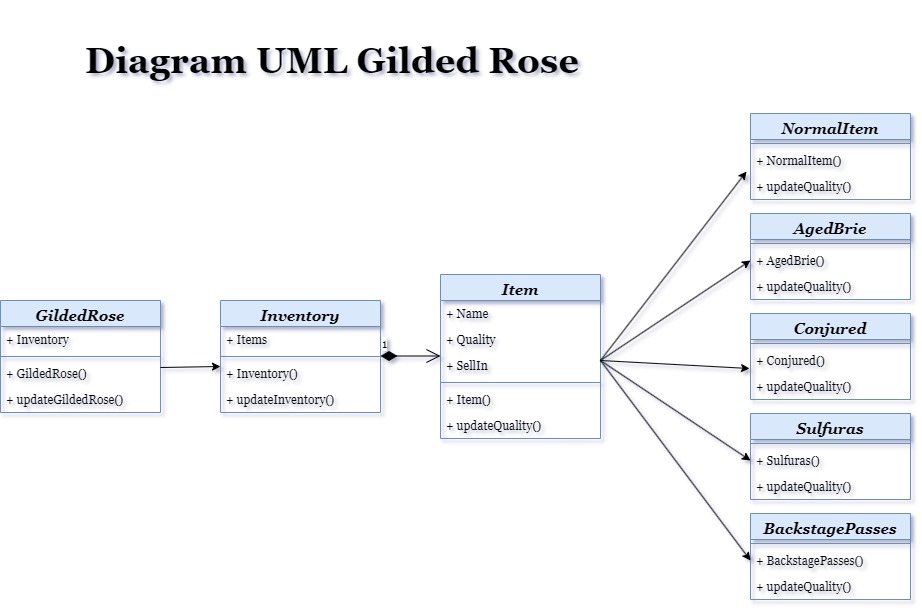 Diagram UML Gilded Rose
GildedRose
+ Inventory
+ GildedRose()
+ updateGildedRose()
Inventory
+ Items
+ Inventory()
+ updateInventory()
1
Item
+ Name
+ Quality
+ SellIn
+ Item()
+ updateQuality()
NormalItem
+ NormalItem()
+ updateQuality()
AgedBrie
+ AgedBrie()
+ updateQuality()
Conjured
+ Conjured()
+ updateQuality()
Sulfuras
+ Sulfuras()
+ updateQuality()
BackstagePasses
+ BackstagePasses()
+ updateQuality()